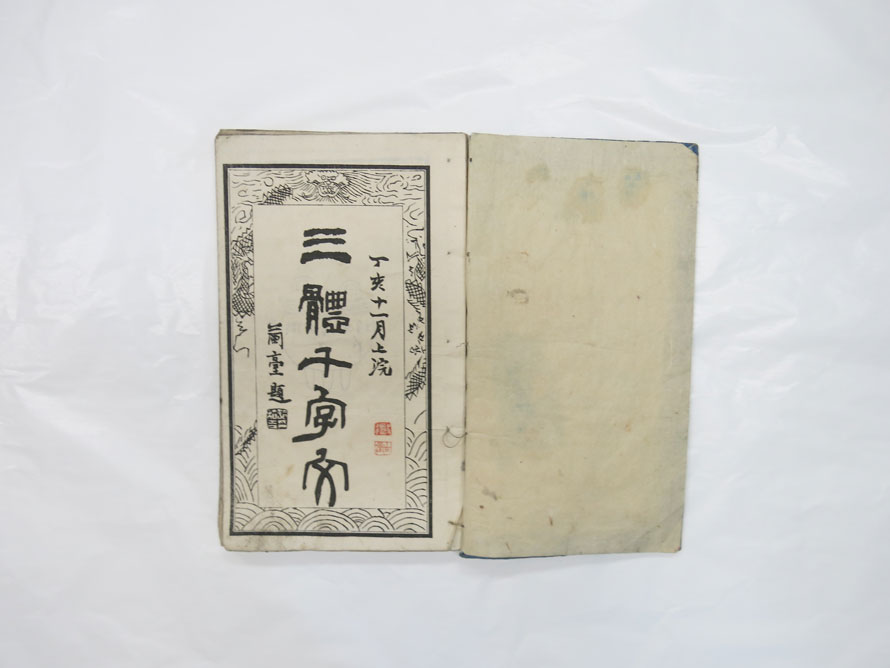 丁亥十一月上浣
三體千字文
蘭臺題